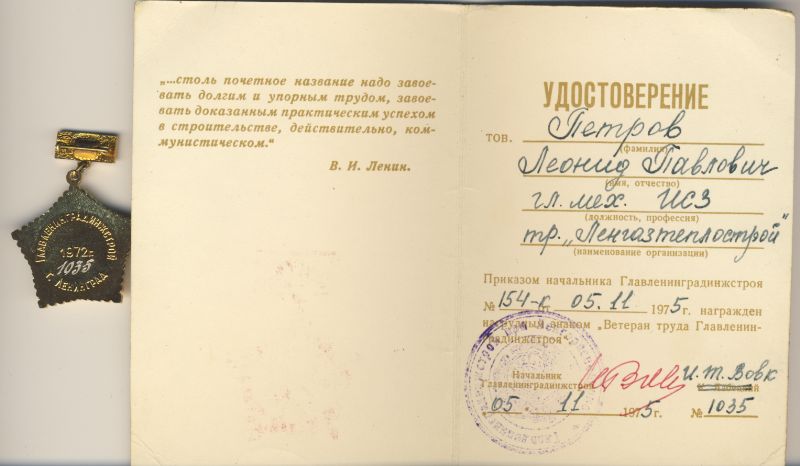 ГЛАВЛЕНИНГРАДИНЖСТРОЙ
1972г.
1035
Г. ЛЕНИНГРАД
„...столь почетное название надо завое-
вать долгим и упорным трудом, завое-
вать доказанным практическим успехом
в строительстве, действительно, ком-
мунистическом.“
В. И. Ленин.
УДОСТОВЕРЕНИЕ
тов. Петров
(фамилия)
Леонид Павлович
(имя, отчество)
гл. мех. ИСЗ
(должность, профессия)
тр. „Ленгазтеплострой"
(наименование организации)
Приказом начальника Главленинградинжстроя
№ 154-к 05.11 1975г. награжден
нагрудным знаком „Ветеран труда Главленин-
градинжстроя“
Начальник
Главленинградинжстроя И.Т. Вовк
05. 11 1975г. № 1035